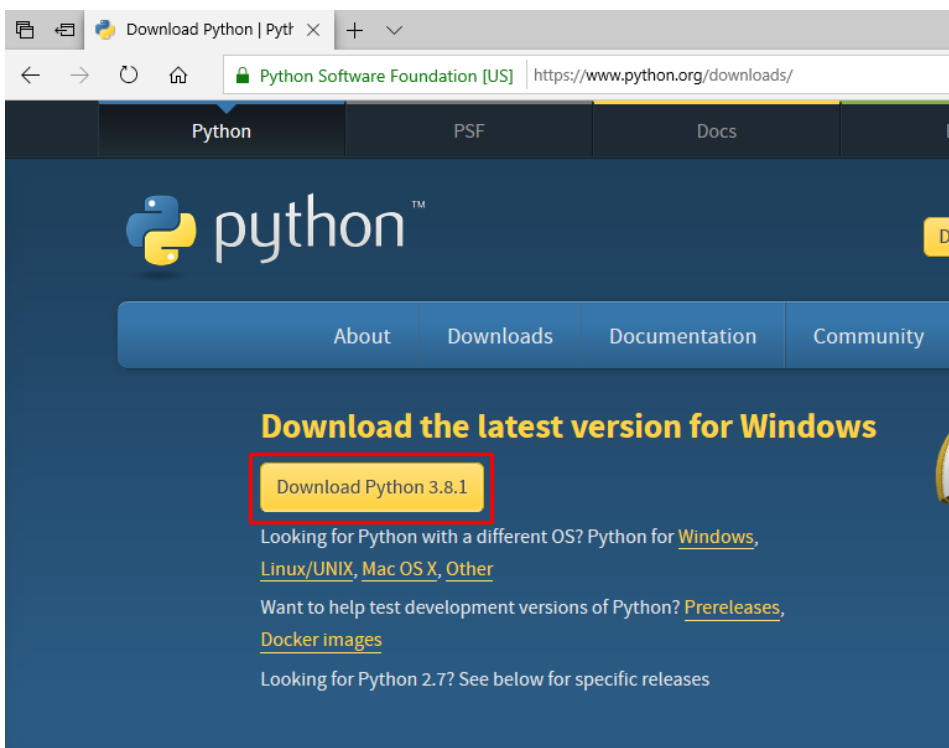 Download Python | Pyth
Python Software Foundation [US] https://www.python.org/downloads/
Python PSF Docs
python™
About Downloads Documentation Community
Download the latest version for Windows
Download Python 3.8.1
Looking for Python with a different OS? Python for Windows,
Linux/UNIX, Mac OS X, Other
Want to help test development versions of Python? Prereleases,
Docker images
Looking for Python 2.7? See below for specific releases